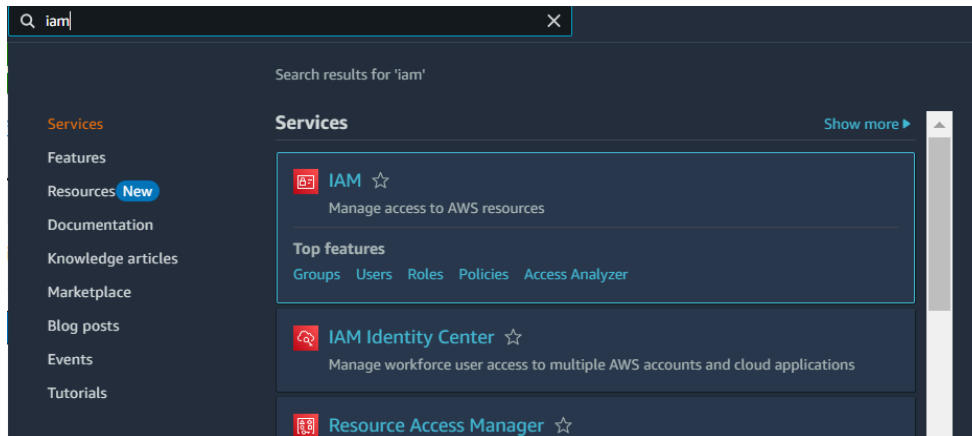 iam
Search results for 'iam'
Services
Features
Resources New
Documentation
Knowledge articles
Marketplace
Blog posts
Events
Tutorials
Services
Show more
IAM
Manage access to AWS resources
Top features
Groups Users Roles Policies Access Analyzer
IAM Identity Center
Manage workforce user access to multiple AWS accounts and cloud applications
Resource Access Manager